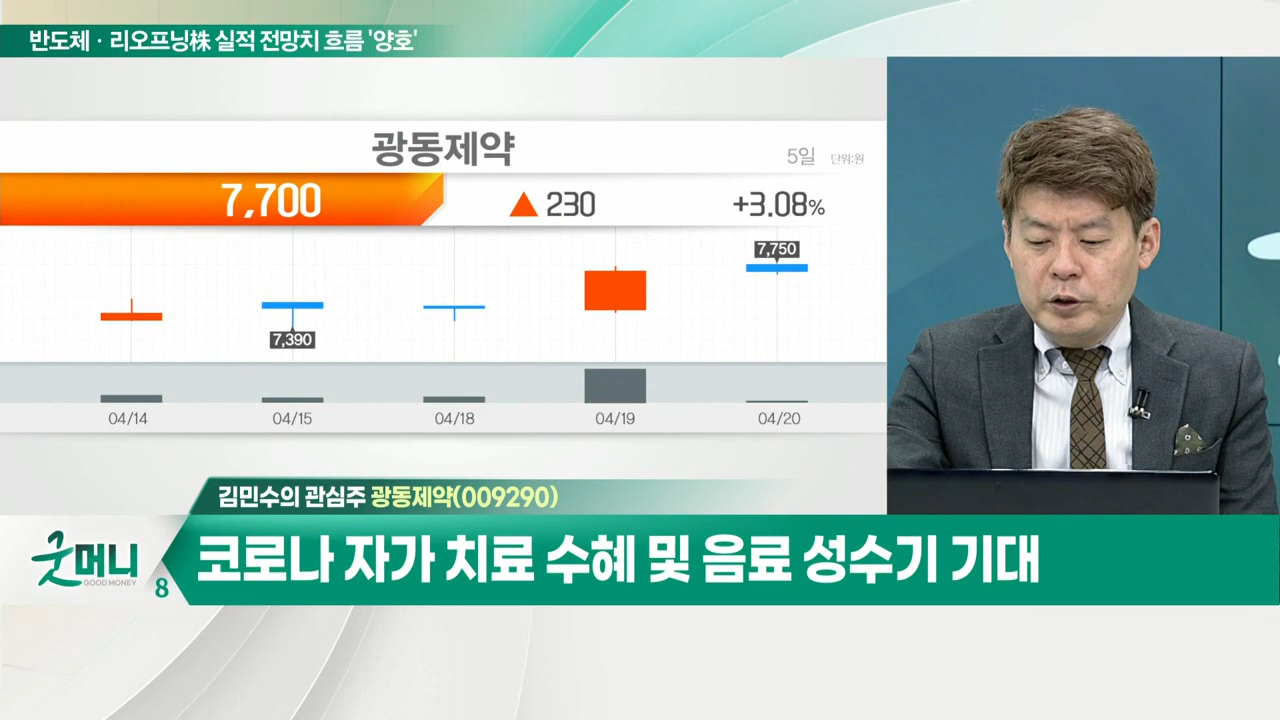 반도체 · 리오프닝株 실적 전망치 흐름 '양호'
광동제약
5일 단위:원
7,700 ▲ 230 +3.08%
7,750
7,390
04/14 04/15 04/18 04/19 04/20
김민수의 관심주 광동제약(009290)
굿머니
GOOD MONEY
8
코로나 자가 치료 수혜 및 음료 성수기 기대